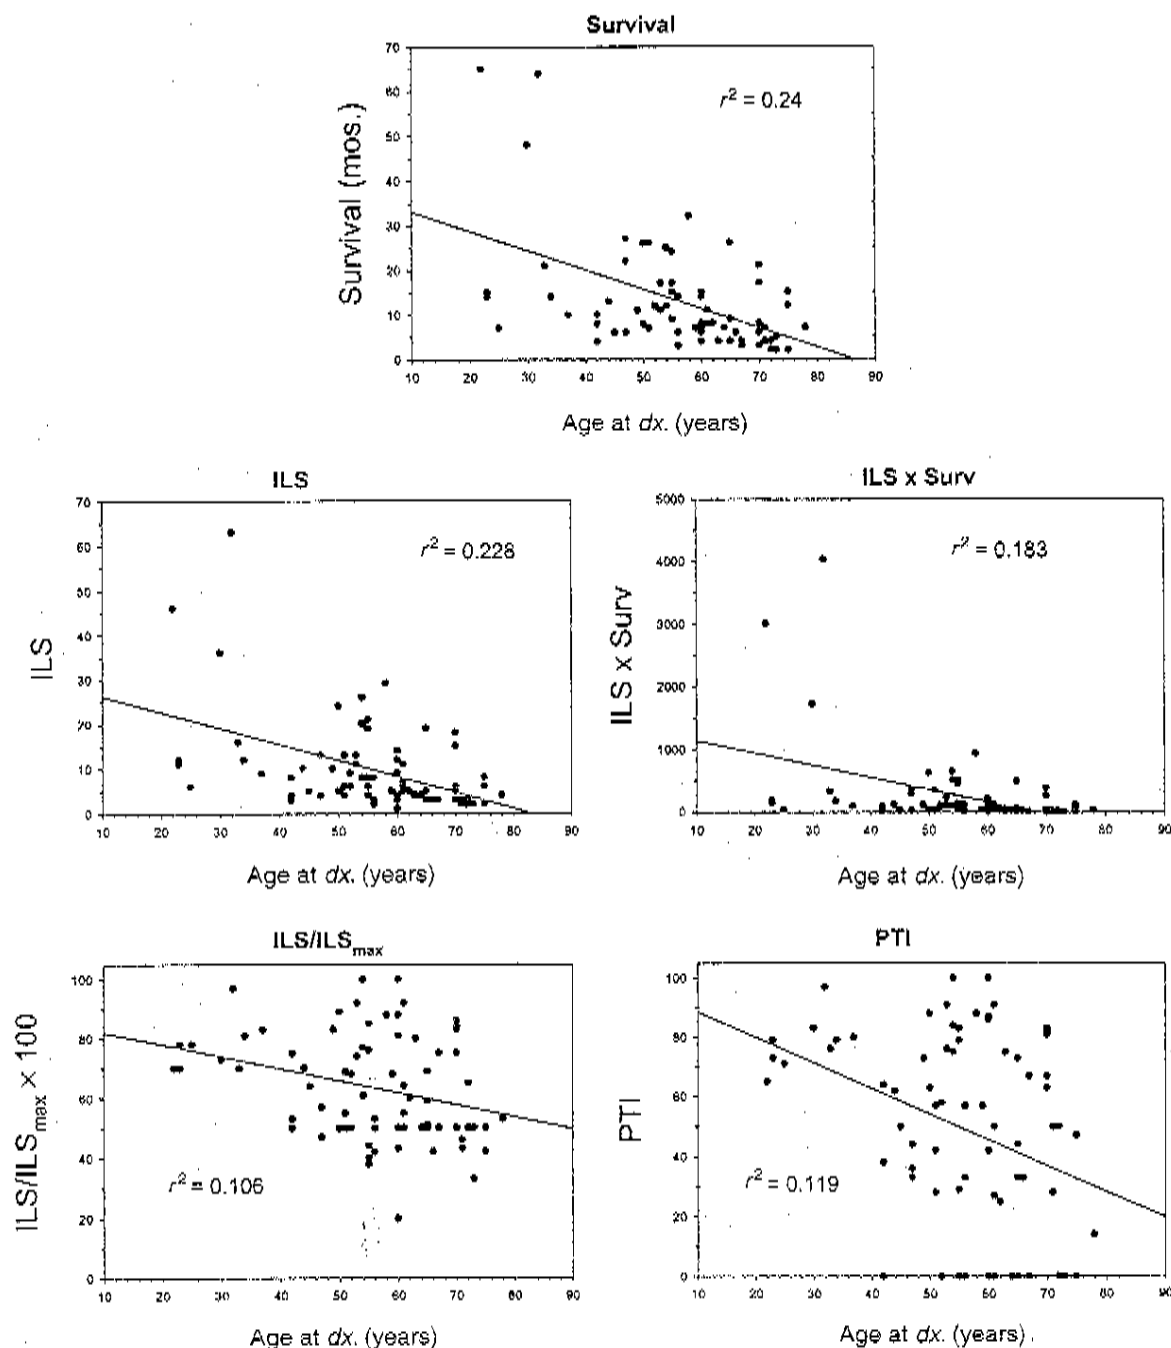 Survival
70
60
50
40
30
20
10
0
Survival (mos.)
r² = 0.24
10 20 30 40 50 60 70 80 90
Age at dx. (years)
ILS
70
60
50
40
30
20
10
0
ILS
r² = 0.228
10 20 30 40 50 60 70 80 90
Age at dx. (years)
ILS x Surv
5000
4000
3000
2000
1000
0
ILS x Surv
r² = 0.183
10 20 30 40 50 60 70 80 90
Age at dx. (years)
ILS/ILSmax
100
80
60
40
20
0
ILS/ILSmax × 100
r² = 0.106
10 20 30 40 50 60 70 80 90
Age at dx. (years)
PTI
100
80
60
40
20
0
PTI
r² = 0.119
10 20 30 40 50 60 70 80 90
Age at dx. (years)